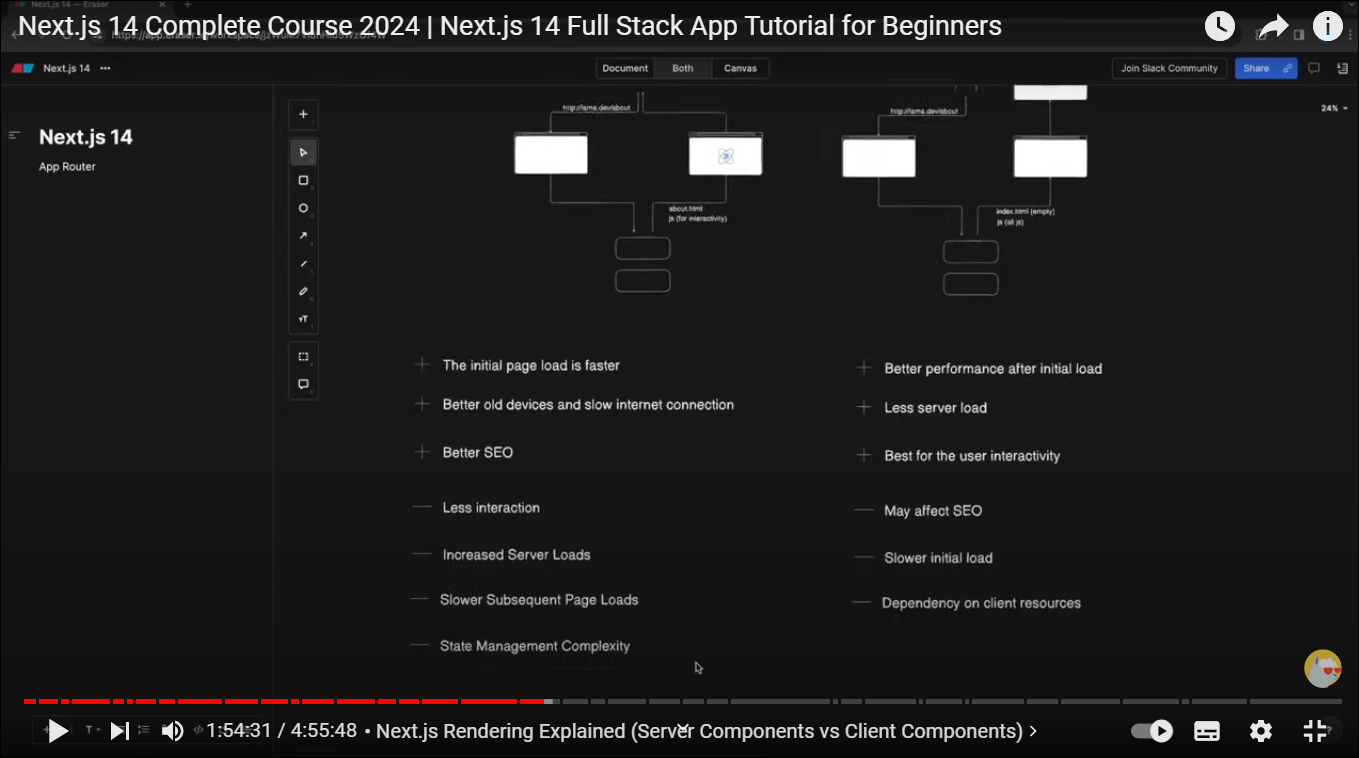 Next.js 14 — Eraser
Next.js 14 Complete Course 2024 | Next.js 14 Full Stack App Tutorial for Beginners
Next.js 14 •••
Document Both Canvas
Join Slack Community
Share
24%
Next.js 14
App Router
http://lama.dev/about
http://lama.dev/about
about.html
js (for interactivity)
index.html (empty)
js (all js)
The initial page load is faster
Better old devices and slow internet connection
Better SEO
Less interaction
Increased Server Loads
Slower Subsequent Page Loads
State Management Complexity
Better performance after initial load
Less server load
Best for the user interactivity
May affect SEO
Slower initial load
Dependency on client resources
1:54:31 / 4:55:48 • Next.js Rendering Explained (Server Components vs Client Components)